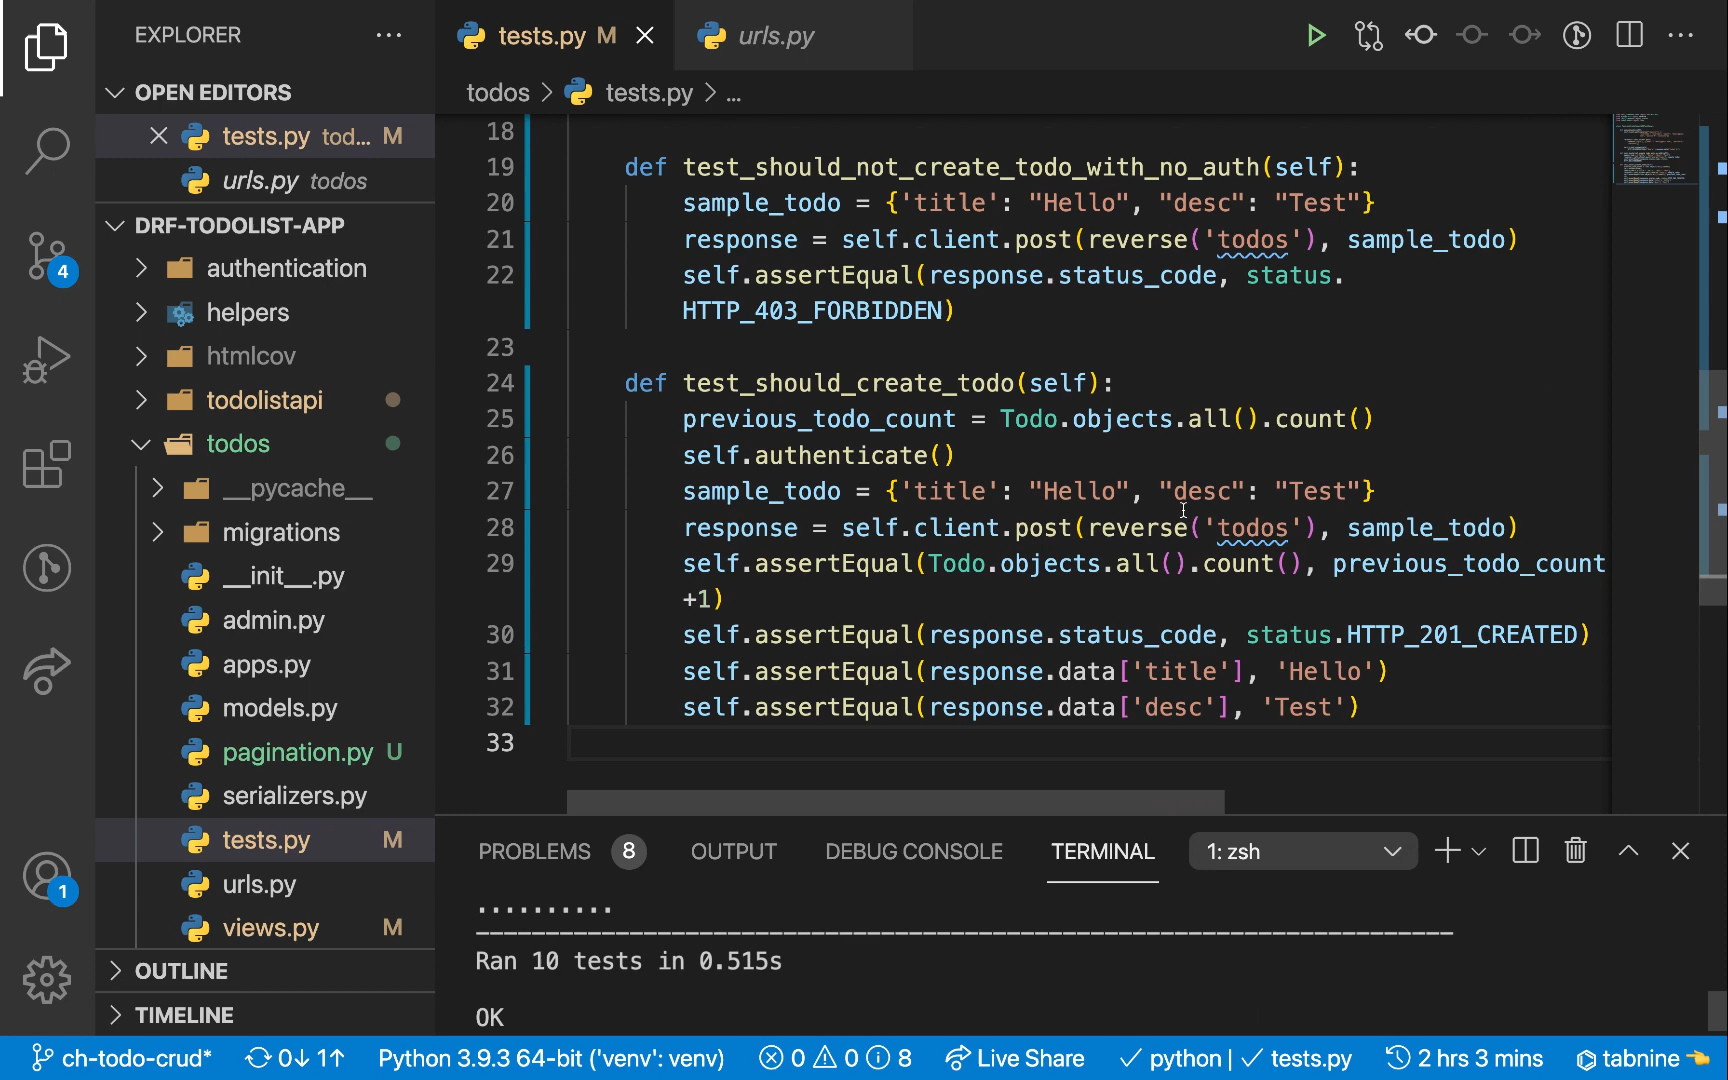 EXPLORER
...
tests.py M
urls.py
OPEN EDITORS
tests.py tod... M
urls.py todos
DRF-TODOLIST-APP
authentication
helpers
htmlcov
todolistapi
todos
__pycache__
migrations
__init__.py
admin.py
apps.py
models.py
pagination.py U
serializers.py
tests.py M
urls.py
views.py M
OUTLINE
TIMELINE
4
1
todos > tests.py > ...
18
19 def test_should_not_create_todo_with_no_auth(self):
20 sample_todo = {'title': "Hello", "desc": "Test"}
21 response = self.client.post(reverse('todos'), sample_todo)
22 self.assertEqual(response.status_code, status.
HTTP_403_FORBIDDEN)
23
24 def test_should_create_todo(self):
25 previous_todo_count = Todo.objects.all().count()
26 self.authenticate()
27 sample_todo = {'title': "Hello", "desc": "Test"}
28 response = self.client.post(reverse('todos'), sample_todo)
29 self.assertEqual(Todo.objects.all().count(), previous_todo_count
+1)
30 self.assertEqual(response.status_code, status.HTTP_201_CREATED)
31 self.assertEqual(response.data['title'], 'Hello')
32 self.assertEqual(response.data['desc'], 'Test')
33
PROBLEMS 8 OUTPUT DEBUG CONSOLE TERMINAL 1: zsh
..........
----------------------------------------------------------------------
Ran 10 tests in 0.515s
OK
ch-todo-crud* 0↓ 1↑ Python 3.9.3 64-bit ('venv': venv) 0 0 8 Live Share ✓ python | ✓ tests.py 2 hrs 3 mins tabnine 👈